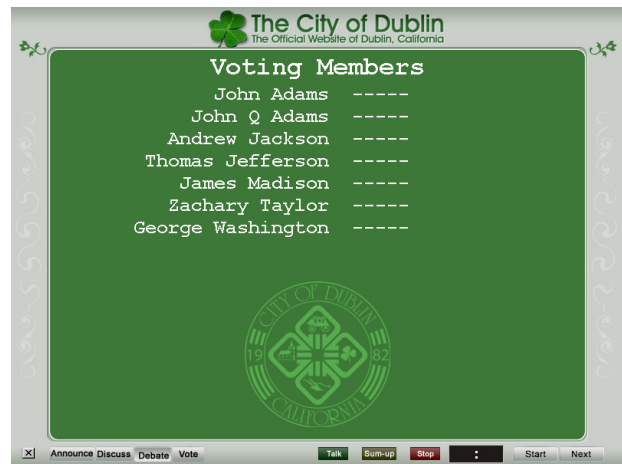 The City of Dublin
The Official Website of Dublin, California
Voting Members
John Adams -----
John Q Adams -----
Andrew Jackson -----
Thomas Jefferson -----
James Madison -----
Zachary Taylor -----
George Washington -----
CITY OF DUBLIN
19 82
CALIFORNIA
X Announce Discuss Debate Vote Talk Sum-up Stop : Start Next